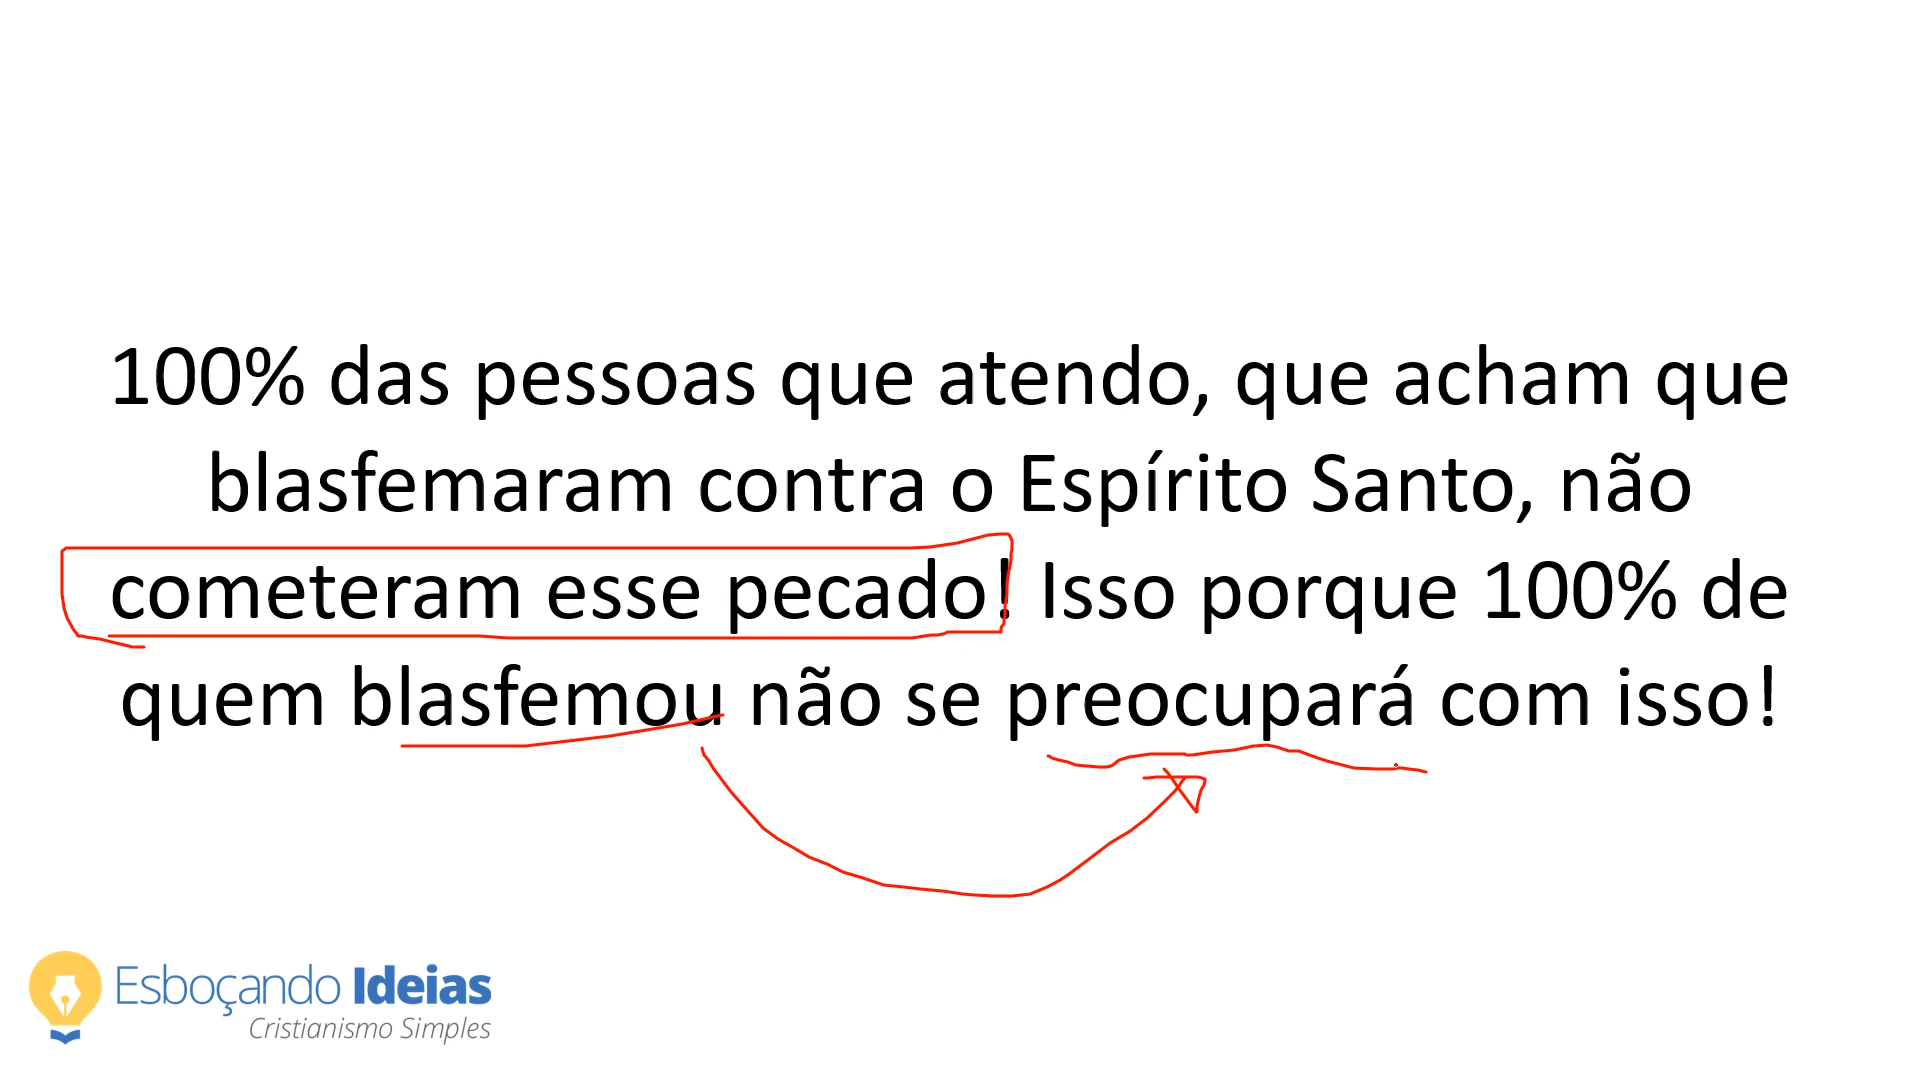 100% das pessoas que atendo, que acham que
blasfemaram contra o Espírito Santo, não
cometeram esse pecado! Isso porque 100% de
quem blasfemou não se preocupará com isso!
Esboçando Ideias
Cristianismo Simples